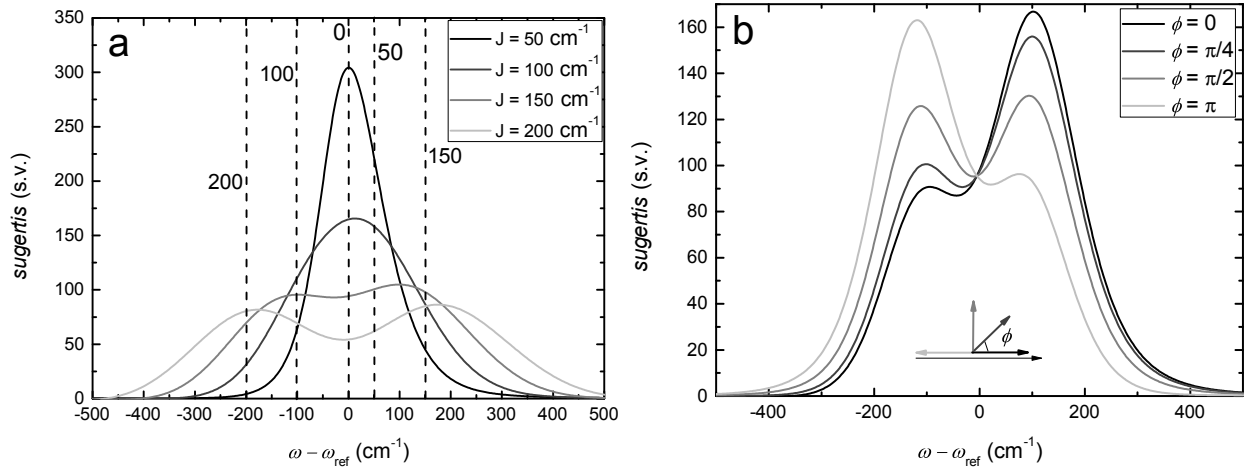 a
350
300
250
200
150
100
50
0
-500 -400 -300 -200 -100 0 100 200 300 400 500
sugertis (s.v.)
ω − ω_ref (cm⁻¹)
0
50
100
150
200
J = 50 cm⁻¹
J = 100 cm⁻¹
J = 150 cm⁻¹
J = 200 cm⁻¹
b
160
140
120
100
80
60
40
20
0
-400 -200 0 200 400
sugertis (s.v.)
ω − ω_ref (cm⁻¹)
ϕ = 0
ϕ = π/4
ϕ = π/2
ϕ = π
ϕ